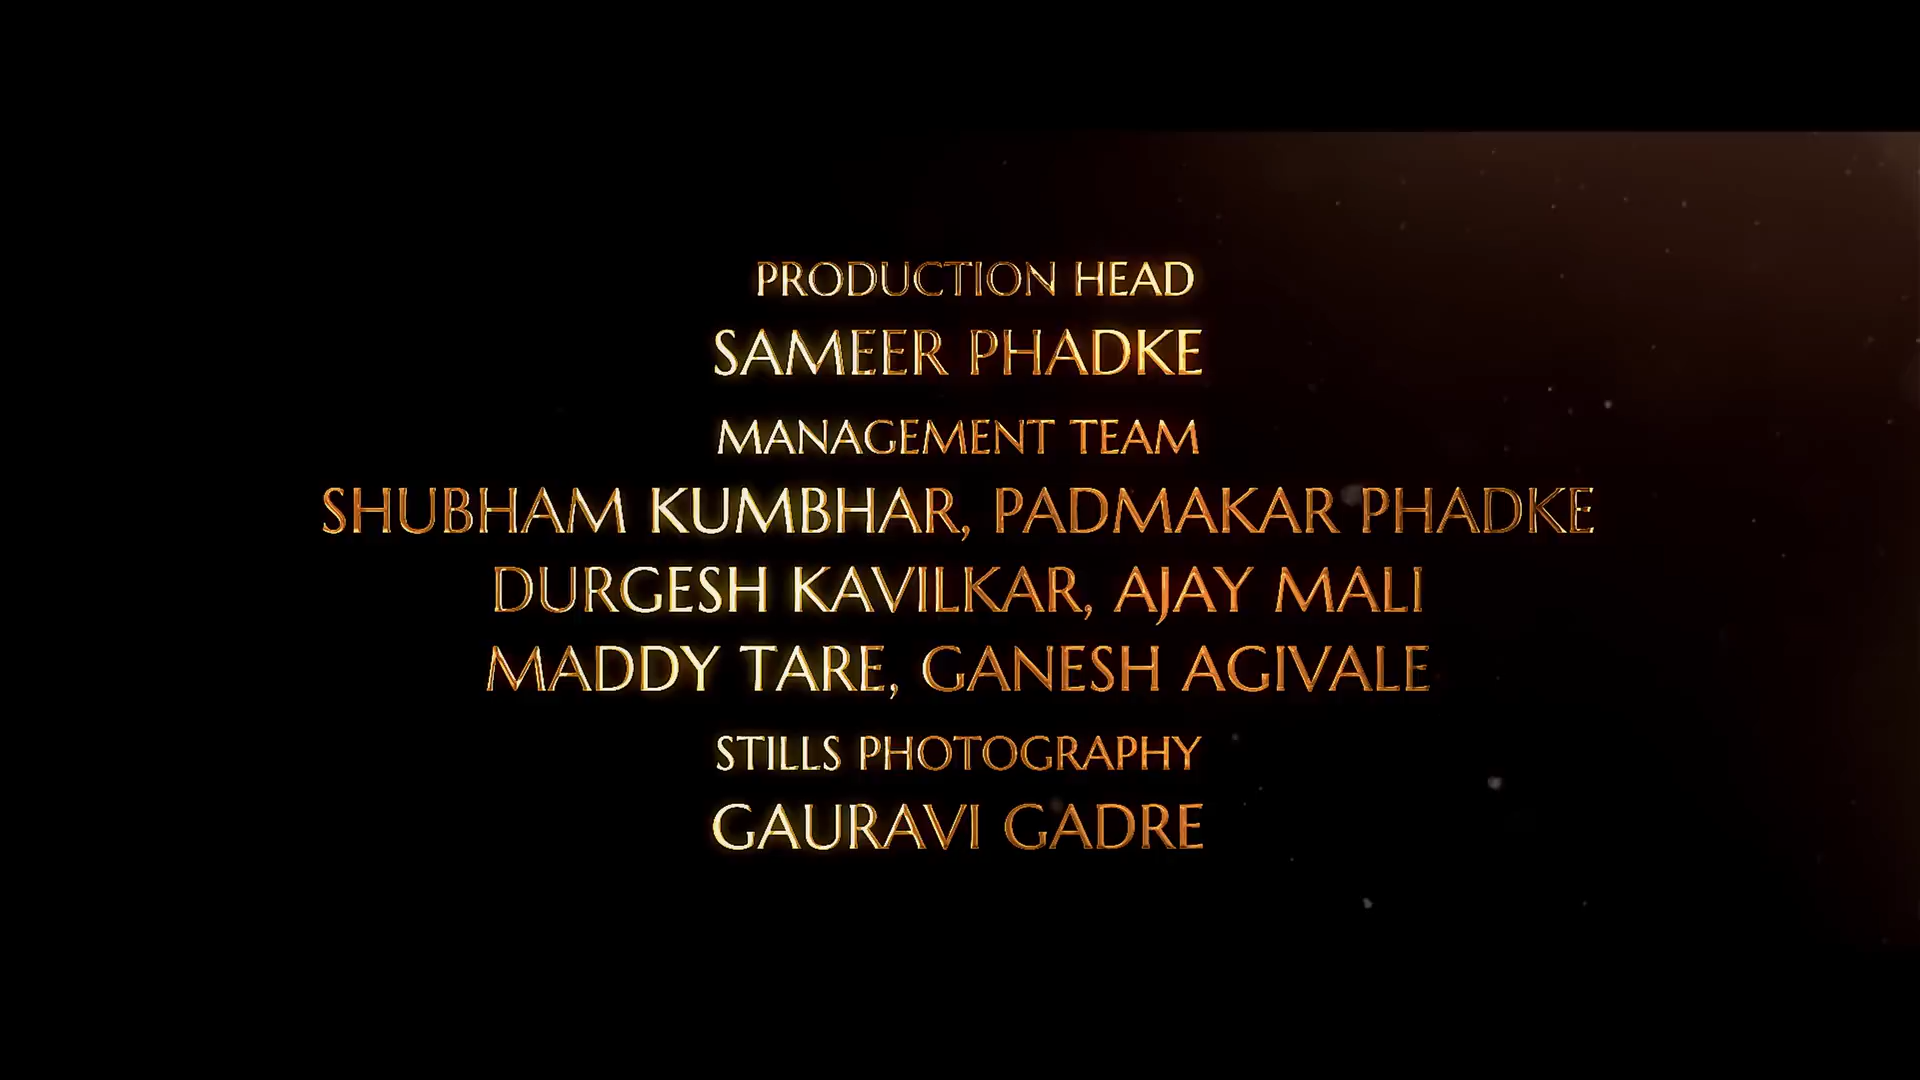 PRODUCTION HEAD
SAMEER PHADKE
MANAGEMENT TEAM
SHUBHAM KUMBHAR, PADMAKAR PHADKE
DURGESH KAVILKAR, AJAY MALI
MADDY TARE, GANESH AGIVALE
STILLS PHOTOGRAPHY
GAURAVI GADRE